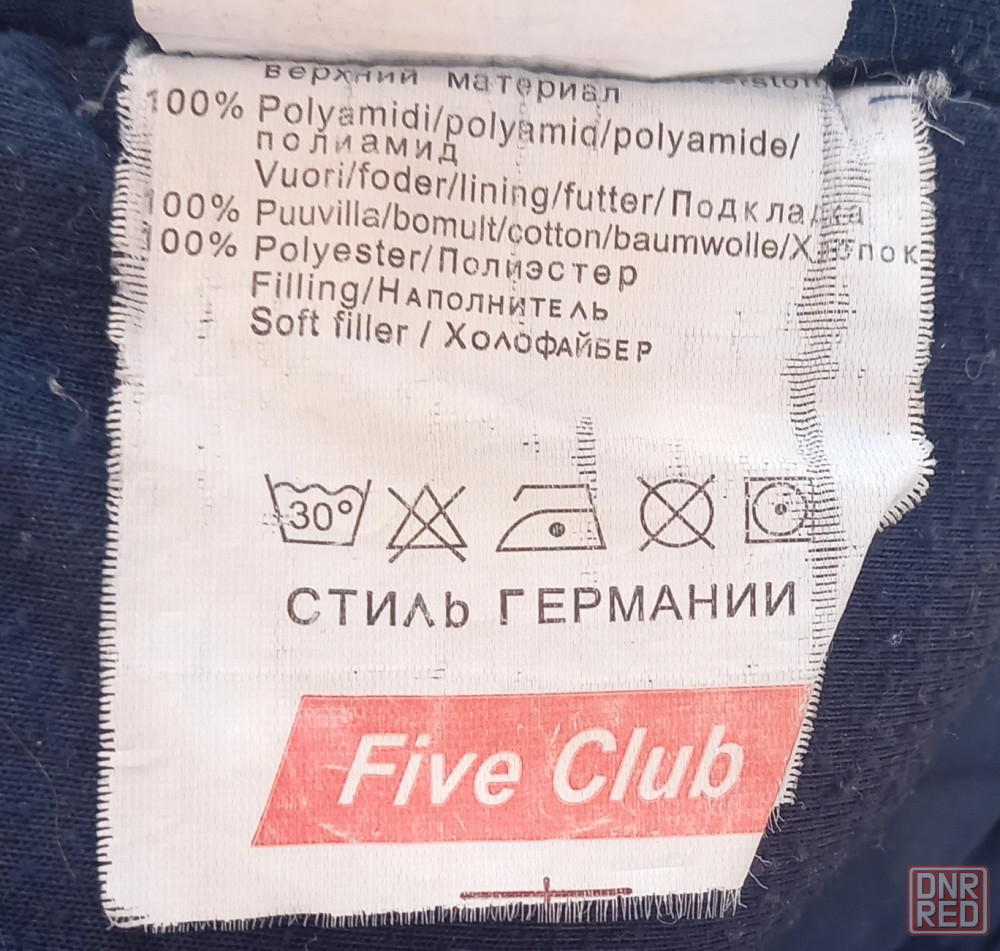 верхний материал
100% Polyamidi/polyamid/polyamide/
полиамид
Vuori/foder/lining/futter/Подкладка
100% Puuvilla/bomult/cotton/baumwolle/Хлопок
100% Polyester/Полиэстер
Filling/Наполнитель
Soft filler / Холофайбер
30°
СТИЛЬ ГЕРМАНИИ
Five Club
DNR
RED